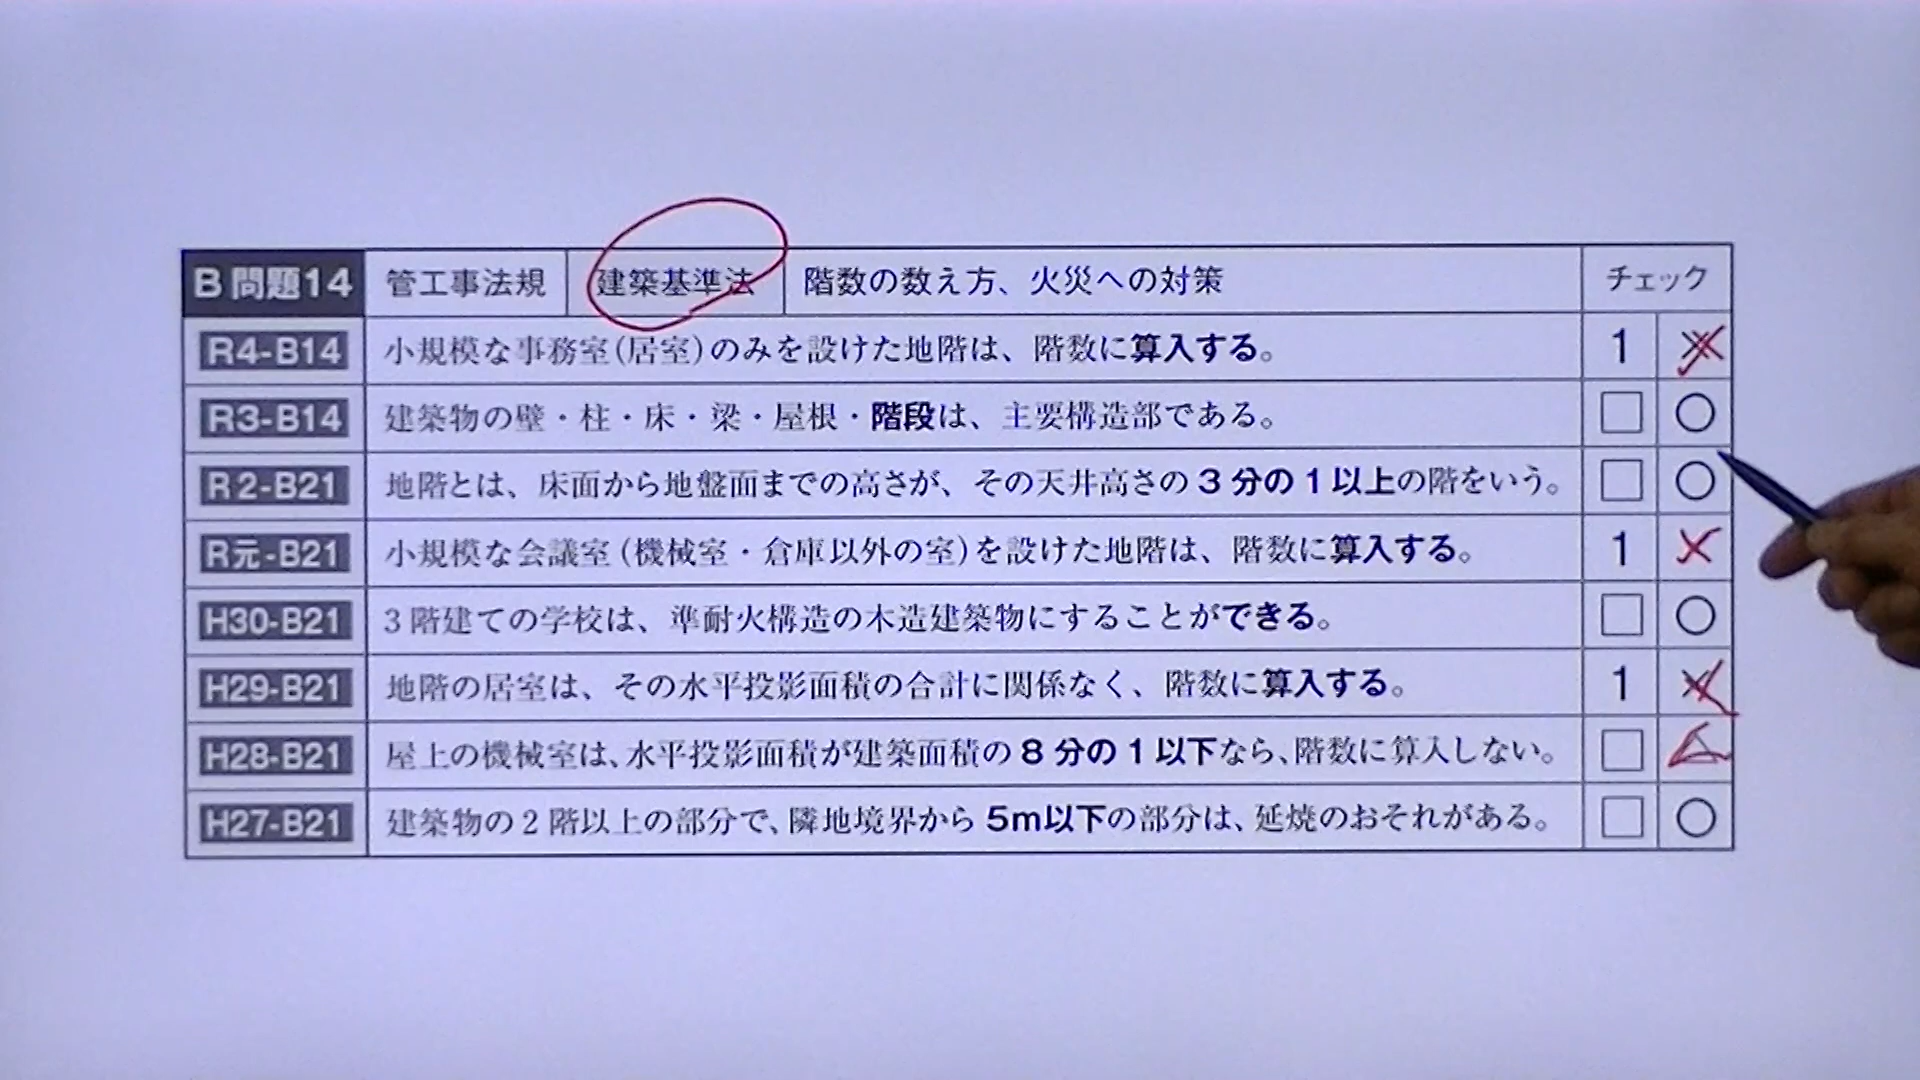 B 問題14 管工事法規 建築基準法 階数の数え方、火災への対策 チェック
R4-B14 小規模な事務室(居室)のみを設けた地階は、階数に算入する。 1
R3-B14 建築物の壁・柱・床・梁・屋根・階段は、主要構造部である。 □ ○
R2-B21 地階とは、床面から地盤面までの高さが、その天井高さの3分の1以上の階をいう。 □ ○
R元-B21 小規模な会議室(機械室・倉庫以外の室)を設けた地階は、階数に算入する。 1
H30-B21 3階建ての学校は、準耐火構造の木造建築物にすることができる。 □ ○
H29-B21 地階の居室は、その水平投影面積の合計に関係なく、階数に算入する。 1
H28-B21 屋上の機械室は、水平投影面積が建築面積の8分の1以下なら、階数に算入しない。 □
H27-B21 建築物の2階以上の部分で、隣地境界から5m以下の部分は、延焼のおそれがある。 □ ○